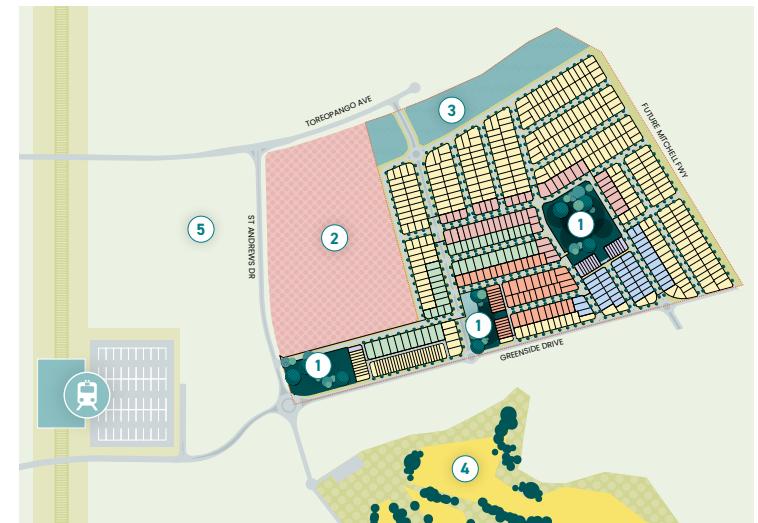 TOREOPANGO AVE
3
FUTURE MITCHELL FWY
ST ANDREWS DR
5
2
1
1
GREENSIDE DRIVE
1
4